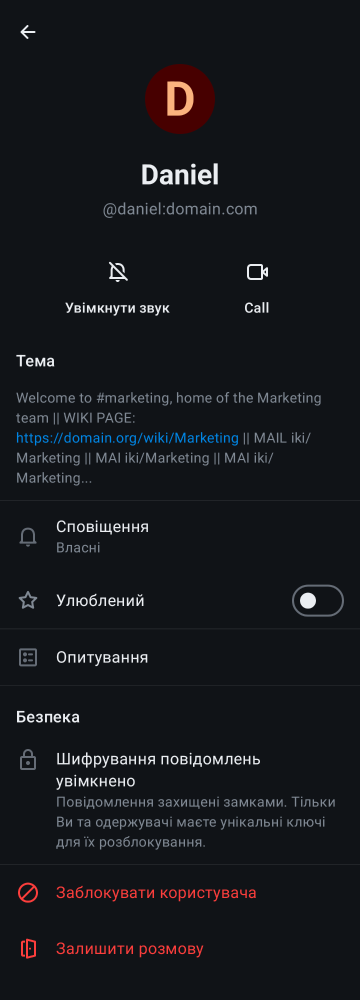 D
Daniel
@daniel:domain.com
Увімкнути звук
Call
Тема
Welcome to #marketing, home of the Marketing
team || WIKI PAGE:
https://domain.org/wiki/Marketing || MAIL iki/
Marketing || MAI iki/Marketing || MAI iki/
Marketing...
Сповіщення
Власні
Улюблений
Опитування
Безпека
Шифрування повідомлень
увімкнено
Повідомлення захищені замками. Тільки
Ви та одержувачі маєте унікальні ключі
для їх розблокування.
Заблокувати користувача
Залишити розмову